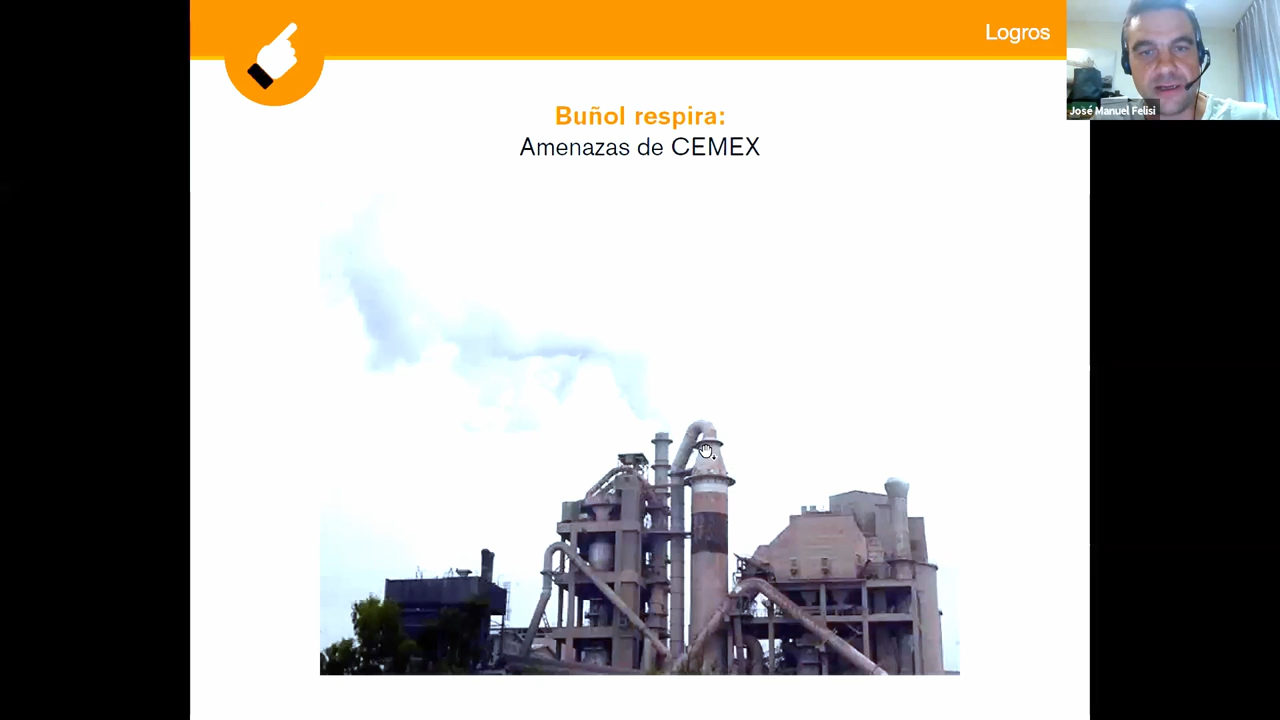 Logros
José Manuel Felisi
Buñol respira:
Amenazas de CEMEX